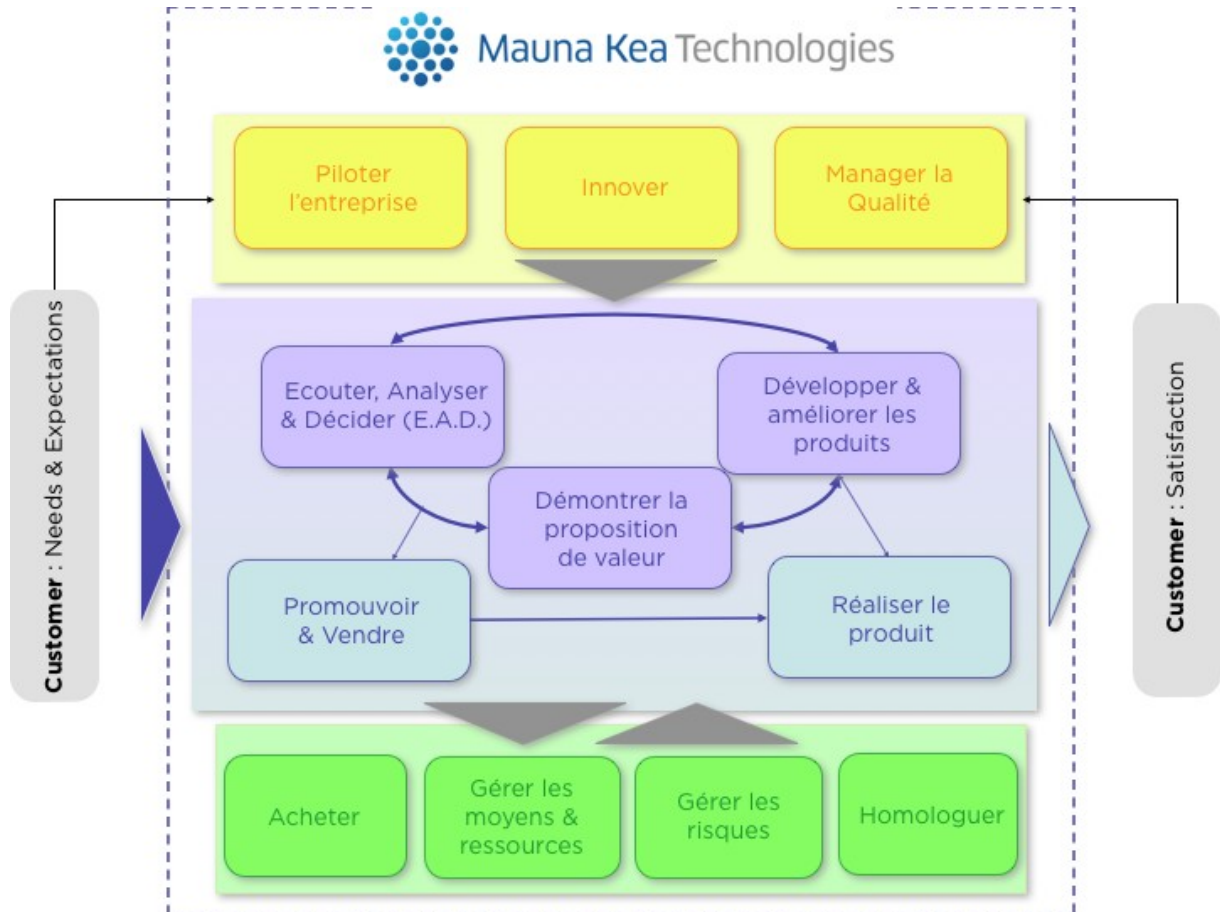 Mauna Kea Technologies
Piloter
l'entreprise
Innover
Manager la
Qualité
Customer : Needs & Expectations
Ecouter, Analyser
& Décider (E.A.D.)
Développer &
améliorer les
produits
Démontrer la
proposition
de valeur
Promouvoir
& Vendre
Réaliser le
produit
Customer : Satisfaction
Acheter
Gérer les
moyens &
ressources
Gérer les
risques
Homologuer